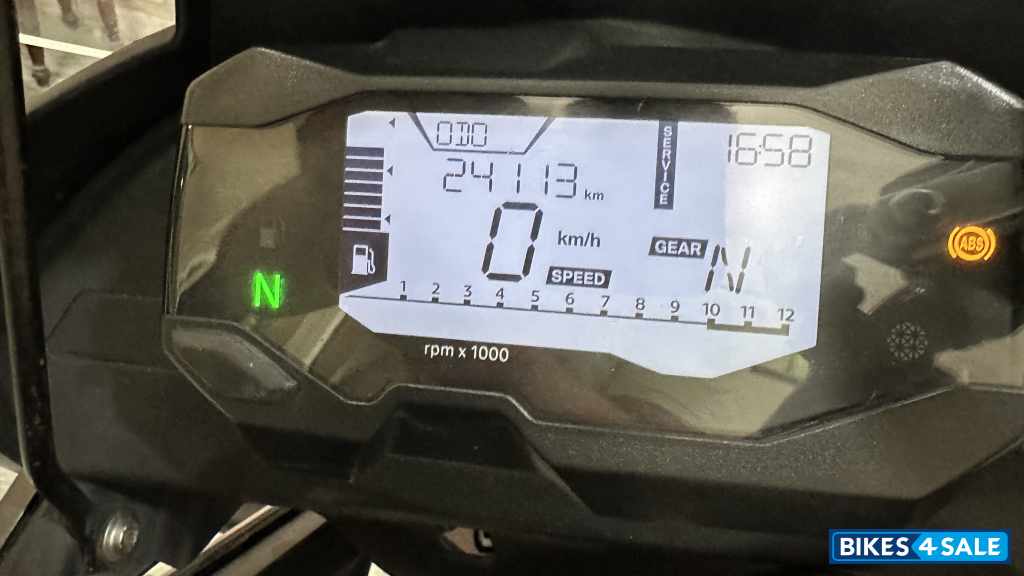 ODO
16:58
24113 km
SERVICE
0 km/h
GEAR N
SPEED
ABS
N
1 2 3 4 5 6 7 8 9 10 11 12
rpm x 1000
BIKES4SALE